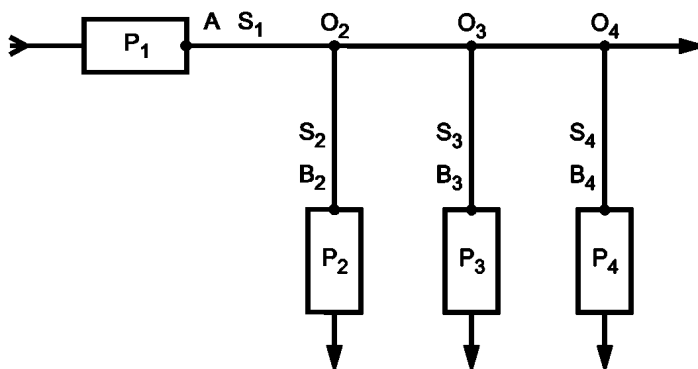 A S₁ O₂ O₃ O₄
P₁
S₂ S₃ S₄
B₂ B₃ B₄
P₂ P₃ P₄